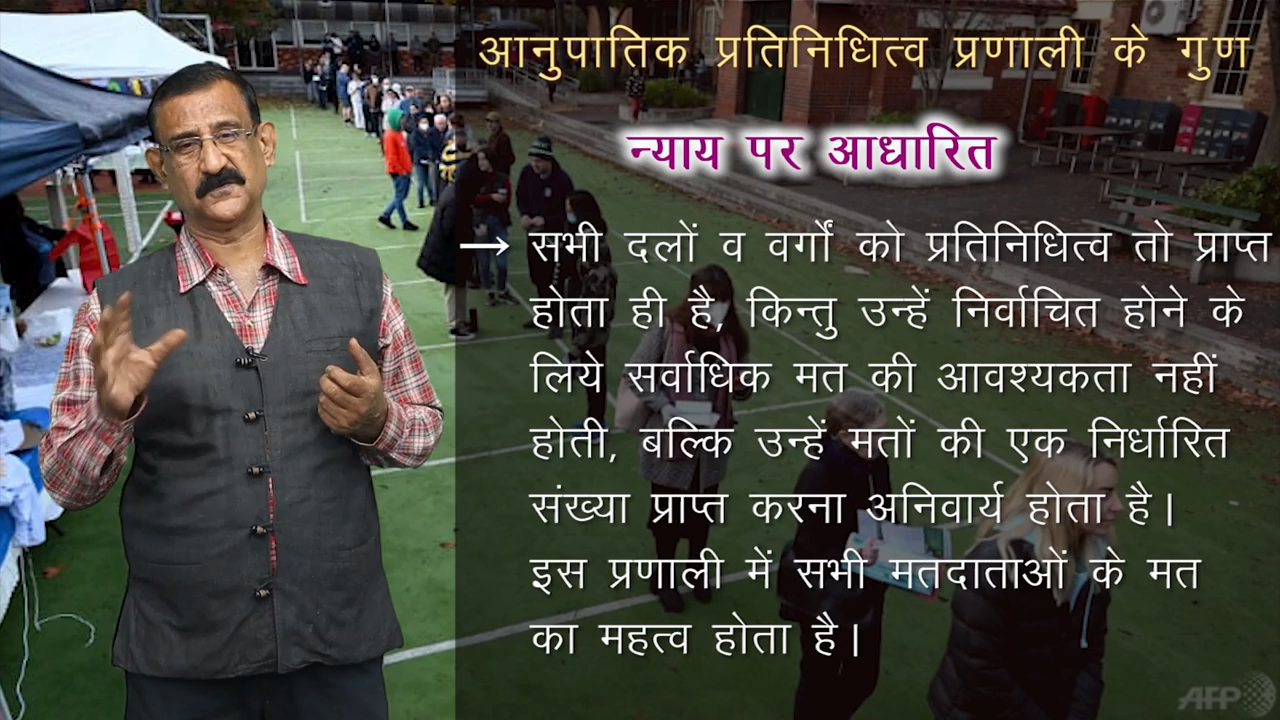 आनुपातिक प्रतिनिधित्व प्रणाली के गुण
न्याय पर आधारित
→ सभी दलों व वर्गों को प्रतिनिधित्व तो प्राप्त
होता ही है, किन्तु उन्हें निर्वाचित होने के
लिये सर्वाधिक मत की आवश्यकता नहीं
होती, बल्कि उन्हें मतों की एक निर्धारित
संख्या प्राप्त करना अनिवार्य होता है।
इस प्रणाली में सभी मतदाताओं के मत
का महत्व होता है।
AFP